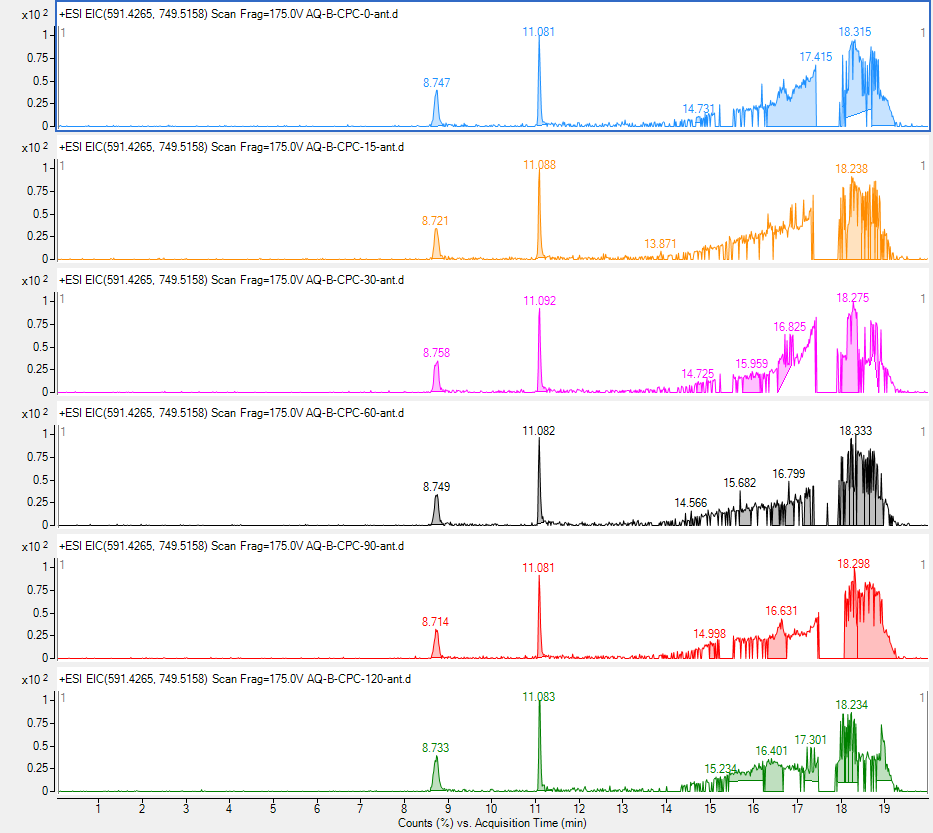 x10 2 +ESI EIC(591.4265, 749.5158) Scan Frag=175.0V AQ-B-CPC-0-ant.d
1 1 11.081 18.315 1
0.75 17.415
8.747
0.5
0.25 14.731
0
x10 2 +ESI EIC(591.4265, 749.5158) Scan Frag=175.0V AQ-B-CPC-15-ant.d
1 1 11.088 18.238 1
0.75
0.5 8.721
0.25 13.871
0
x10 2 +ESI EIC(591.4265, 749.5158) Scan Frag=175.0V AQ-B-CPC-30-ant.d
1 1 11.092 18.275 1
0.75 16.825
0.5 8.758
0.25 14.725 15.959
0
x10 2 +ESI EIC(591.4265, 749.5158) Scan Frag=175.0V AQ-B-CPC-60-ant.d
1 1 11.082 18.333 1
0.75
0.5 8.749 15.682 16.799
0.25 14.566
0
x10 2 +ESI EIC(591.4265, 749.5158) Scan Frag=175.0V AQ-B-CPC-90-ant.d
1 1 11.081 18.298 1
0.75
0.5 8.714 16.631
0.25 14.998
0
x10 2 +ESI EIC(591.4265, 749.5158) Scan Frag=175.0V AQ-B-CPC-120-ant.d
1 1 11.083 18.234 1
0.75
0.5 8.733 16.401 17.301
0.25 15.234
0
1 2 3 4 5 6 7 8 9 10 11 12 13 14 15 16 17 18 19
Counts (%) vs. Acquisition Time (min)